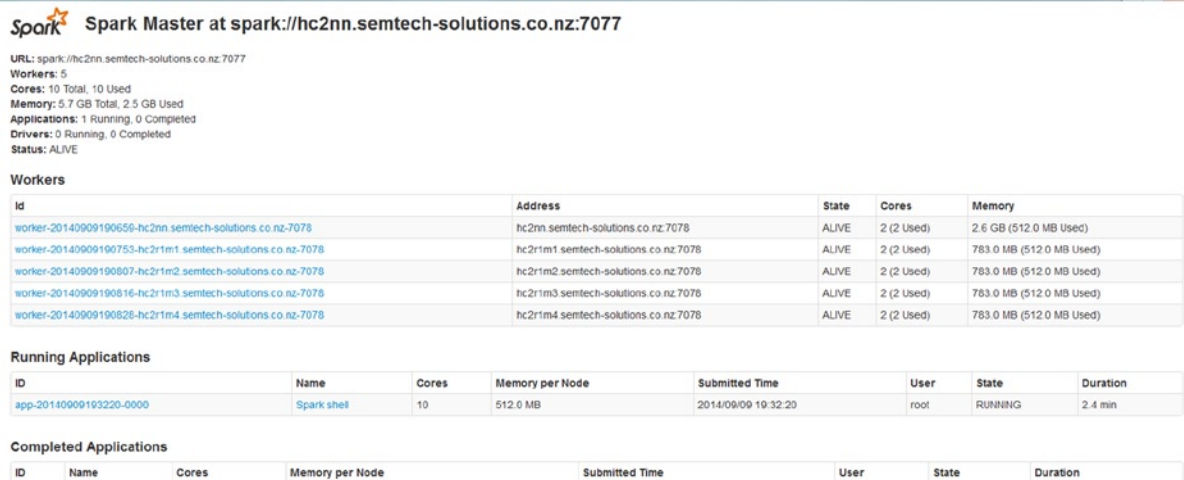 Spark Spark Master at spark://hc2nn.semtech-solutions.co.nz:7077
URL: spark://hc2nn.semtech-solutions.co.nz:7077
Workers: 5
Cores: 10 Total, 10 Used
Memory: 5.7 GB Total, 2.5 GB Used
Applications: 1 Running, 0 Completed
Drivers: 0 Running, 0 Completed
Status: ALIVE
Workers
Id Address State Cores Memory
worker-20140909190659-hc2nn.semtech-solutions.co.nz-7078 hc2nn.semtech-solutions.co.nz:7078 ALIVE 2 (2 Used) 2.6 GB (512.0 MB Used)
worker-20140909190753-hc2r1m1.semtech-solutions.co.nz-7078 hc2r1m1.semtech-solutions.co.nz:7078 ALIVE 2 (2 Used) 783.0 MB (512.0 MB Used)
worker-20140909190807-hc2r1m2.semtech-solutions.co.nz-7078 hc2r1m2.semtech-solutions.co.nz:7078 ALIVE 2 (2 Used) 783.0 MB (512.0 MB Used)
worker-20140909190816-hc2r1m3.semtech-solutions.co.nz-7078 hc2r1m3.semtech-solutions.co.nz:7078 ALIVE 2 (2 Used) 783.0 MB (512.0 MB Used)
worker-20140909190828-hc2r1m4.semtech-solutions.co.nz-7078 hc2r1m4.semtech-solutions.co.nz:7078 ALIVE 2 (2 Used) 783.0 MB (512.0 MB Used)
Running Applications
ID Name Cores Memory per Node Submitted Time User State Duration
app-20140909193220-0000 Spark shell 10 512.0 MB 2014/09/09 19:32:20 root RUNNING 2.4 min
Completed Applications
ID Name Cores Memory per Node Submitted Time User State Duration